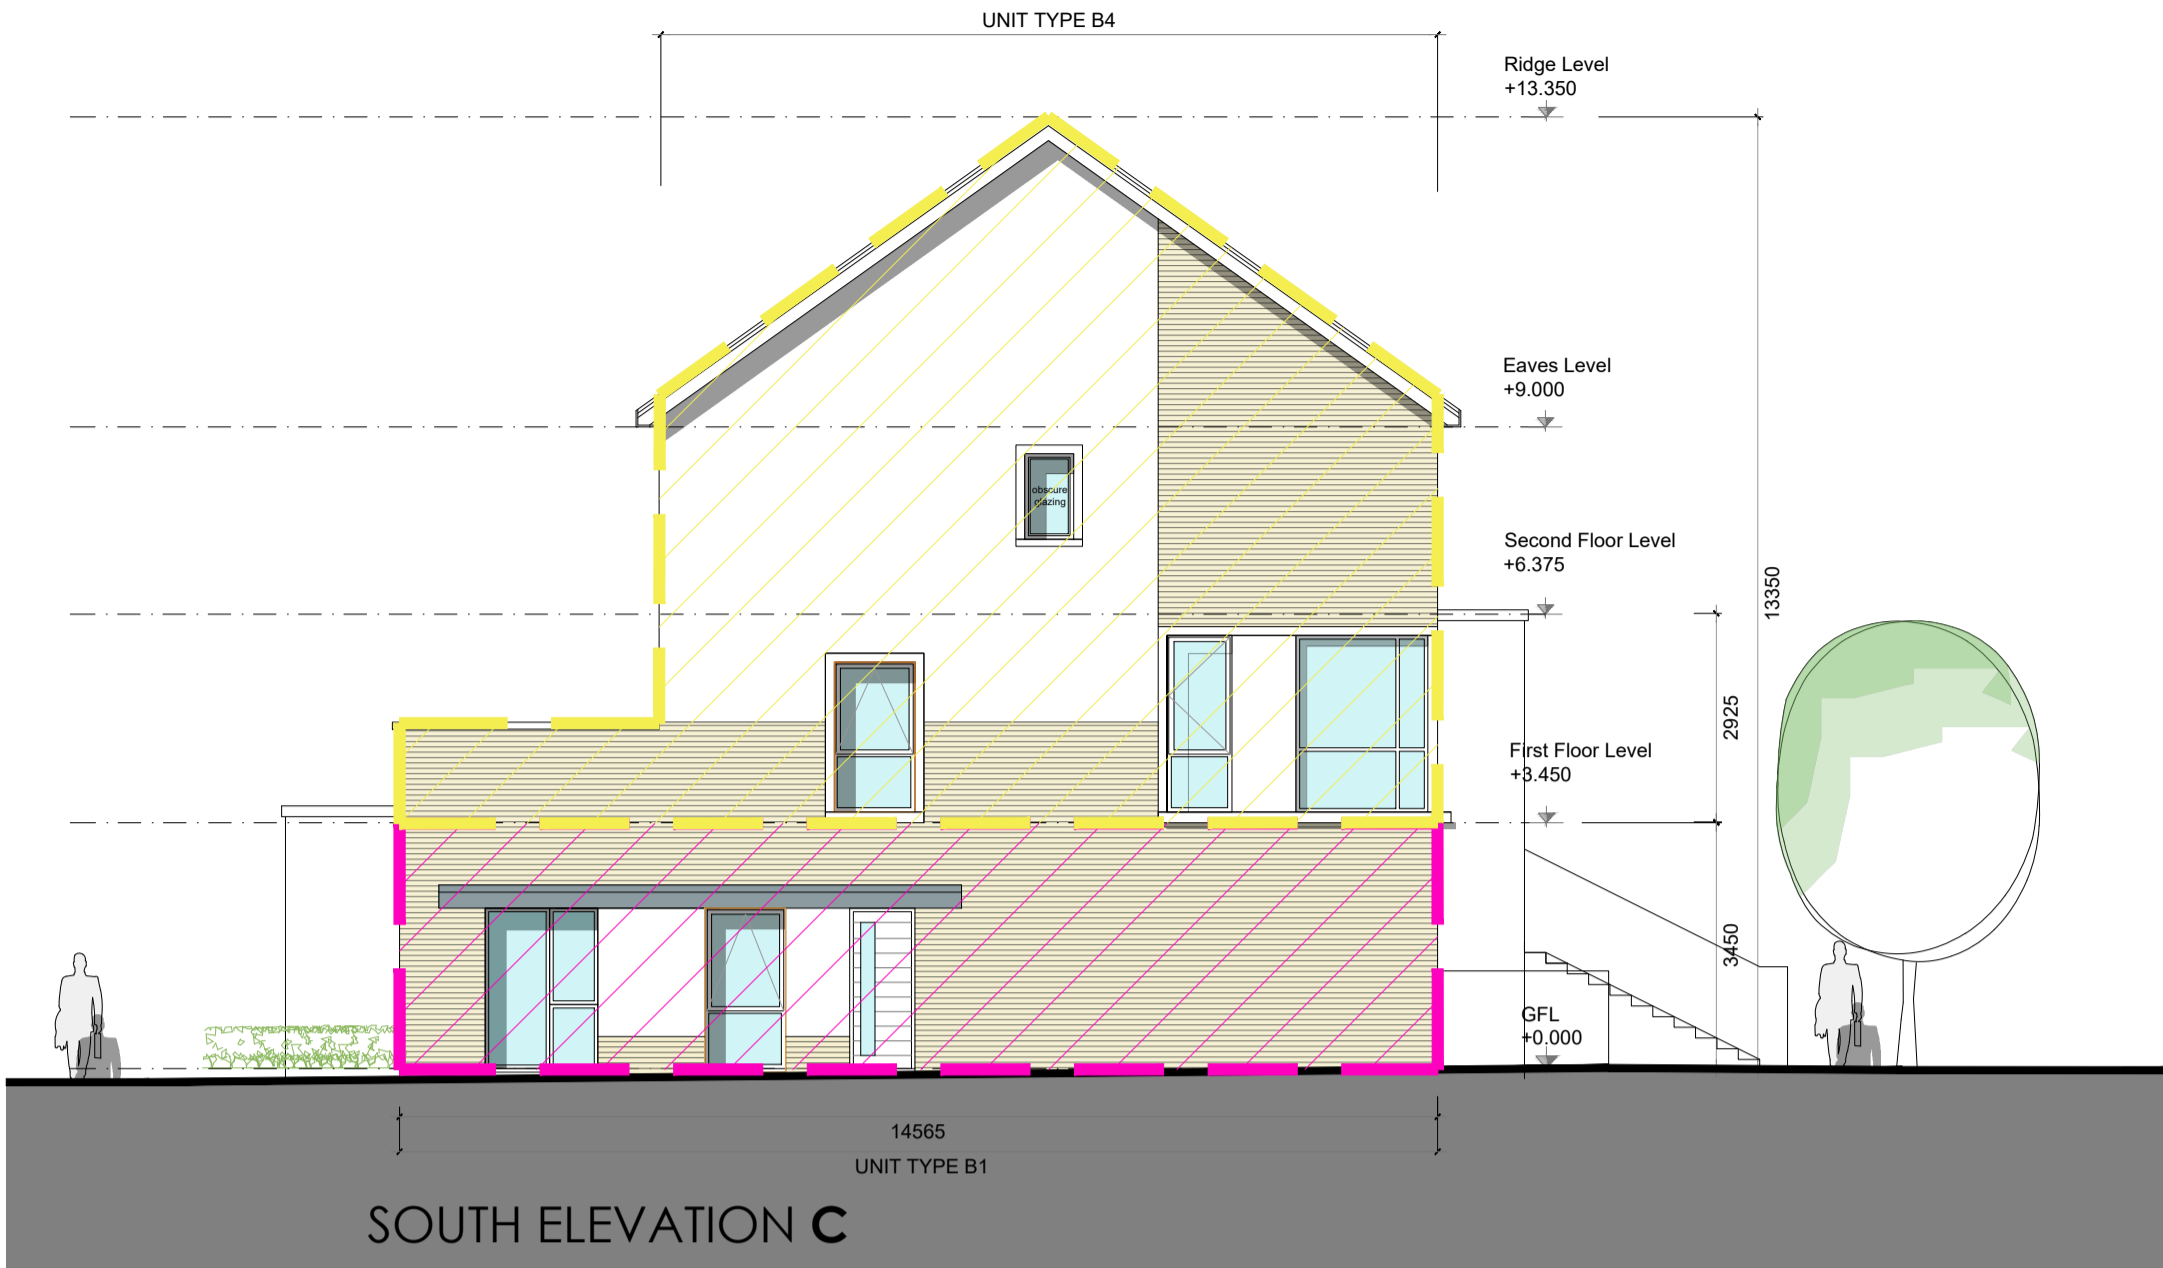 UNIT TYPE B4
Ridge Level
+13.350
Eaves Level
+9.000
obscure
glazing
Second Floor Level
+6.375
13350
2925
First Floor Level
+3.450
3450
GFL
+0.000
14565
UNIT TYPE B1
SOUTH ELEVATION C